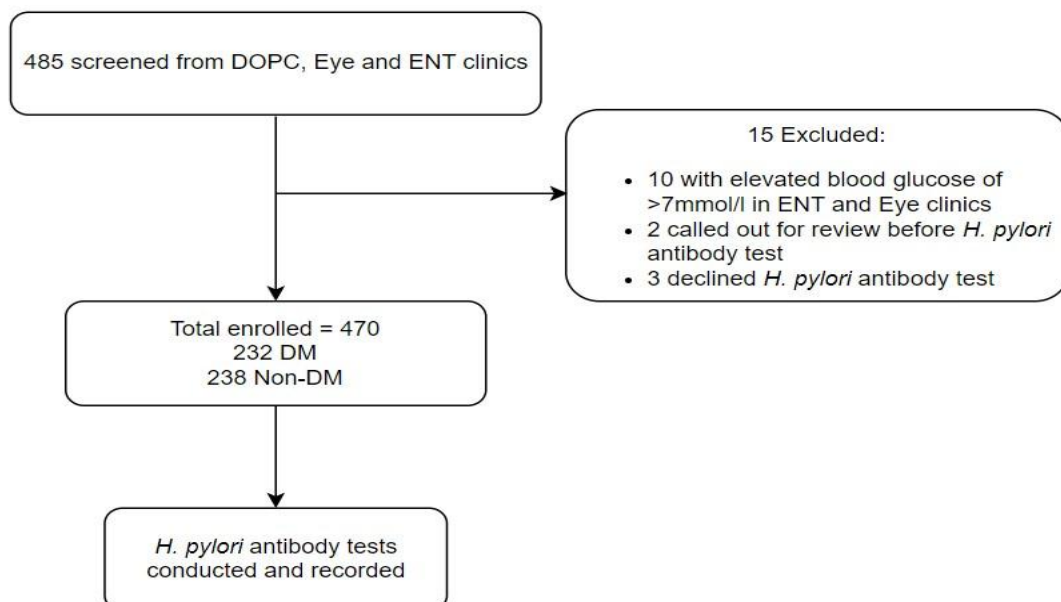 485 screened from DOPC, Eye and ENT clinics
15 Excluded:
• 10 with elevated blood glucose of
>7mmol/l in ENT and Eye clinics
• 2 called out for review before H. pylori
antibody test
• 3 declined H. pylori antibody test
Total enrolled = 470
232 DM
238 Non-DM
H. pylori antibody tests
conducted and recorded